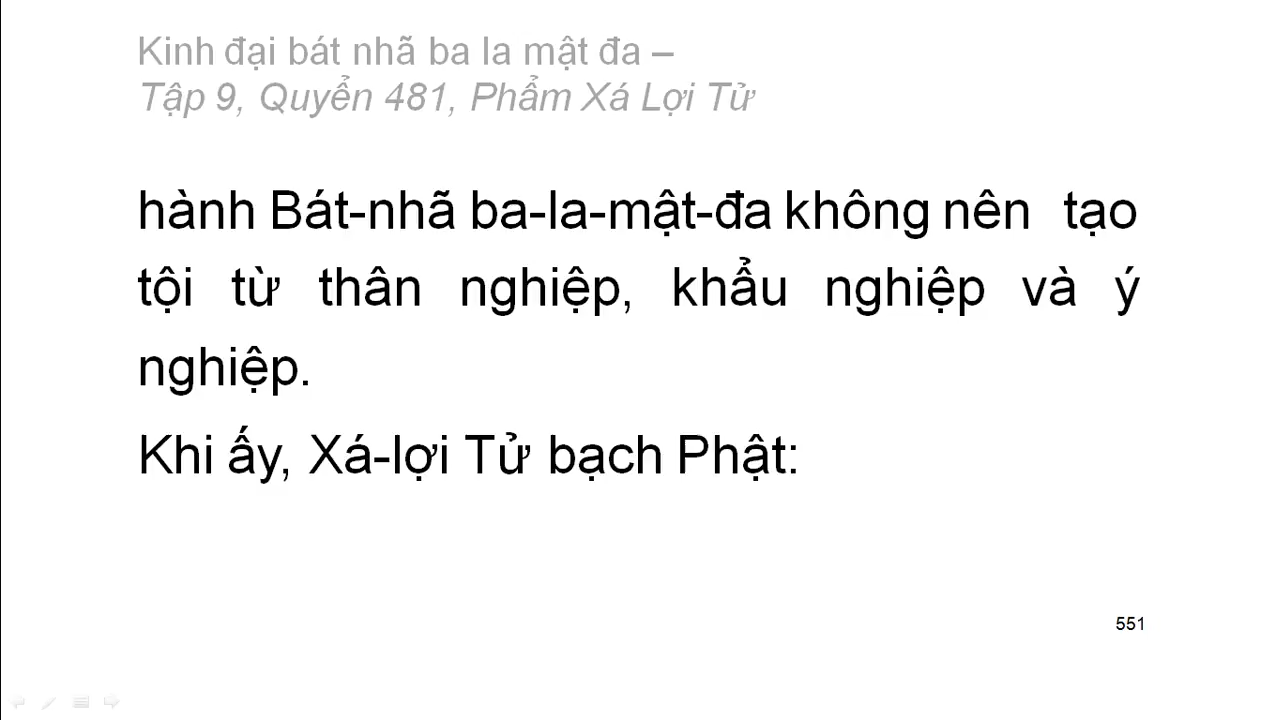 Kinh đại bát nhã ba la mật đa –
Tập 9, Quyển 481, Phẩm Xá Lợi Tử
hành Bát-nhã ba-la-mật-đa không nên tạo
tội từ thân nghiệp, khẩu nghiệp và ý
nghiệp.
Khi ấy, Xá-lợi Tử bạch Phật:
551